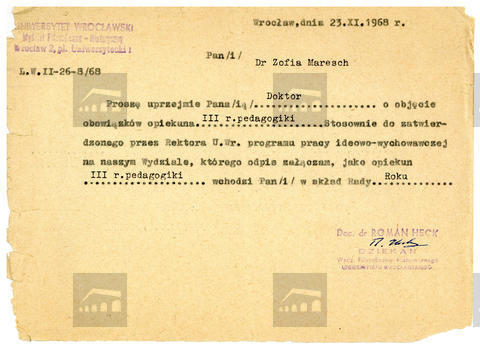 UNIWERSYTET WROCŁAWSKI
Wydział Filozoficzno - Historyczny
Wrocław 2, pl. Uniwersytecki 1
Wrocław,dnia 23.XI.1968 r.
Pan/i/
Dr Zofia Maresch
L.W.II-26-8/68
Proszę uprzejmie Pana/ią/..Doktor..........o objęcie
obowiązków opiekuna III r.pedagogiki.......Stosownie do zatwier-
dzonego przez Rektora U.Wr. programu pracy ideowo-wychowawczej
na naszym Wydziale, którego odpis załączam, jako opiekun
III r.pedagogiki......wchodzi Pan/i/ w skład Rady..Roku......
Doc. dr ROMAN HECK
R. Heck
DZIEKAN
Wydz. Filozoficzno-Historycznego
UNIWERSYTETU WROCŁAWSKIEGO